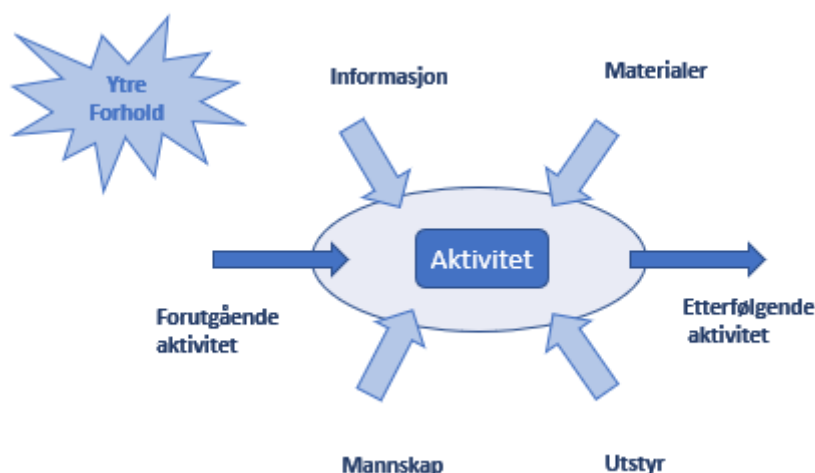 Ytre
Forhold
Informasjon
Materialer
Aktivitet
Forutgående
aktivitet
Etterfølgende
aktivitet
Mannskap
Utstyr